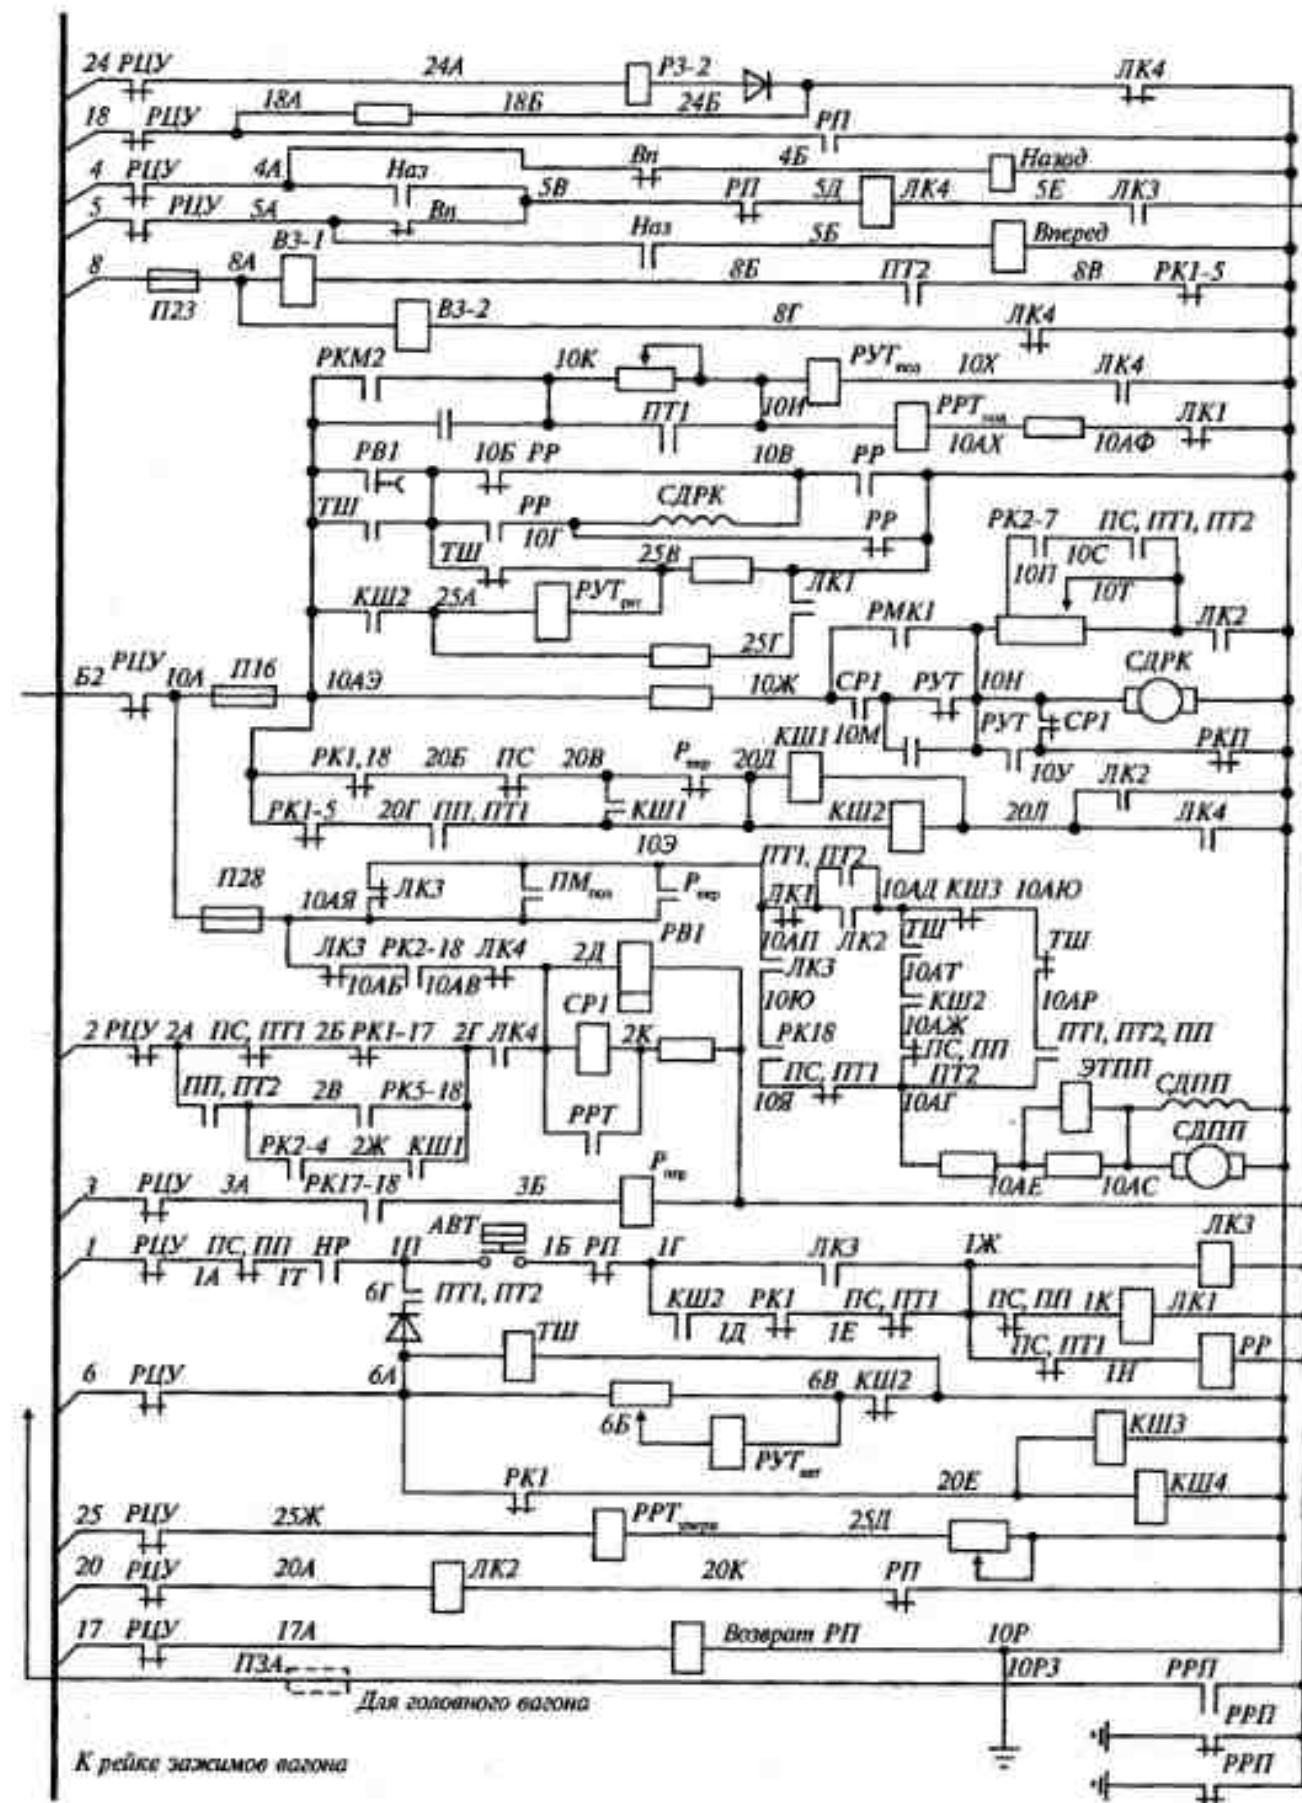 24 РЦУ 24А РЗ-2 ЛК4
18А 18Б 24Б
18 РЦУ РП
4 РЦУ 4А Наз Вп 4Б Назад
5В РП 5Д ЛК4 5Е ЛК3
5 РЦУ 5А Вп
Наз 5Б Вперед
8 8А ВЗ-1 8Б ПТ2 8В РК1-5
П23
ВЗ-2 8Г ЛК4
РКМ2 10К РУТ 10Х ЛК4
ПТ1 10И РРТ ЛК1
10АХ 10АФ
РВ1 10Б РР 10В РР
ТШ РР СДРК РК2-7 ПС, ПТ1, ПТ2
10Г РР 10С
ТШ 25В 10П 10Т
КШ2 25А РУТ ЛК1 РМК1 ЛК2
25Г
Б2 РЦУ 10А П16 10АЭ 10Ж СР1 РУТ 10Н СДРК
10М РУТ СР1
РК1,18 20Б ПС 20В Р 20Д КШ1 10У РКП
РК1-5 20Г ПП, ПТ1 КШ1 КШ2 20Л ЛК2 ЛК4
10Э
П28 ПТ1, ПТ2
10АЯ ЛК3 ПМ Р ЛК1 10АД КШ3 10АЮ
10АП ЛК2 ТШ ТШ
ЛК3 РК2-18 ЛК4 2Д РВ1 ЛК3 10АТ
10АБ 10АВ 10Ю КШ2 10АР
СР1 2К 10АЖ
2 РЦУ 2А ПС, ПТ1 2Б РК1-17 2Г ЛК4 РК18 ПС, ПП ПТ1, ПТ2, ПП
ПС, ПТ1 ПТ2 ЭТПП СДПП
ПП, ПТ2 2В РК5-18 10Я 10АГ
РРТ СДПП
РК2-4 2Ж КШ1
10АЕ 10АС
3 РЦУ 3А РК17-18 3Б Р
1 РЦУ ПС, ПП НР 1П АВТ 1Б РП 1Г ЛК3 1Ж ЛК3
1А 1Т
6Г ПТ1, ПТ2 КШ2 РК1 ПС, ПТ1 ПС, ПП 1К ЛК1
1Д 1Е
ТШ ПС, ПТ1 РР
1Н
6 РЦУ 6А 6В КШ2
6Б РУТ КШ3
РК1 20Е КШ4
25 РЦУ 25Ж РРТ 25Д
20 РЦУ 20А ЛК2 20К РП
17 РЦУ 17А Возврат РП 10Р
П3А 10Р3 РРП
Для головного вагона
РРП
К рейке зажимов вагона РРП